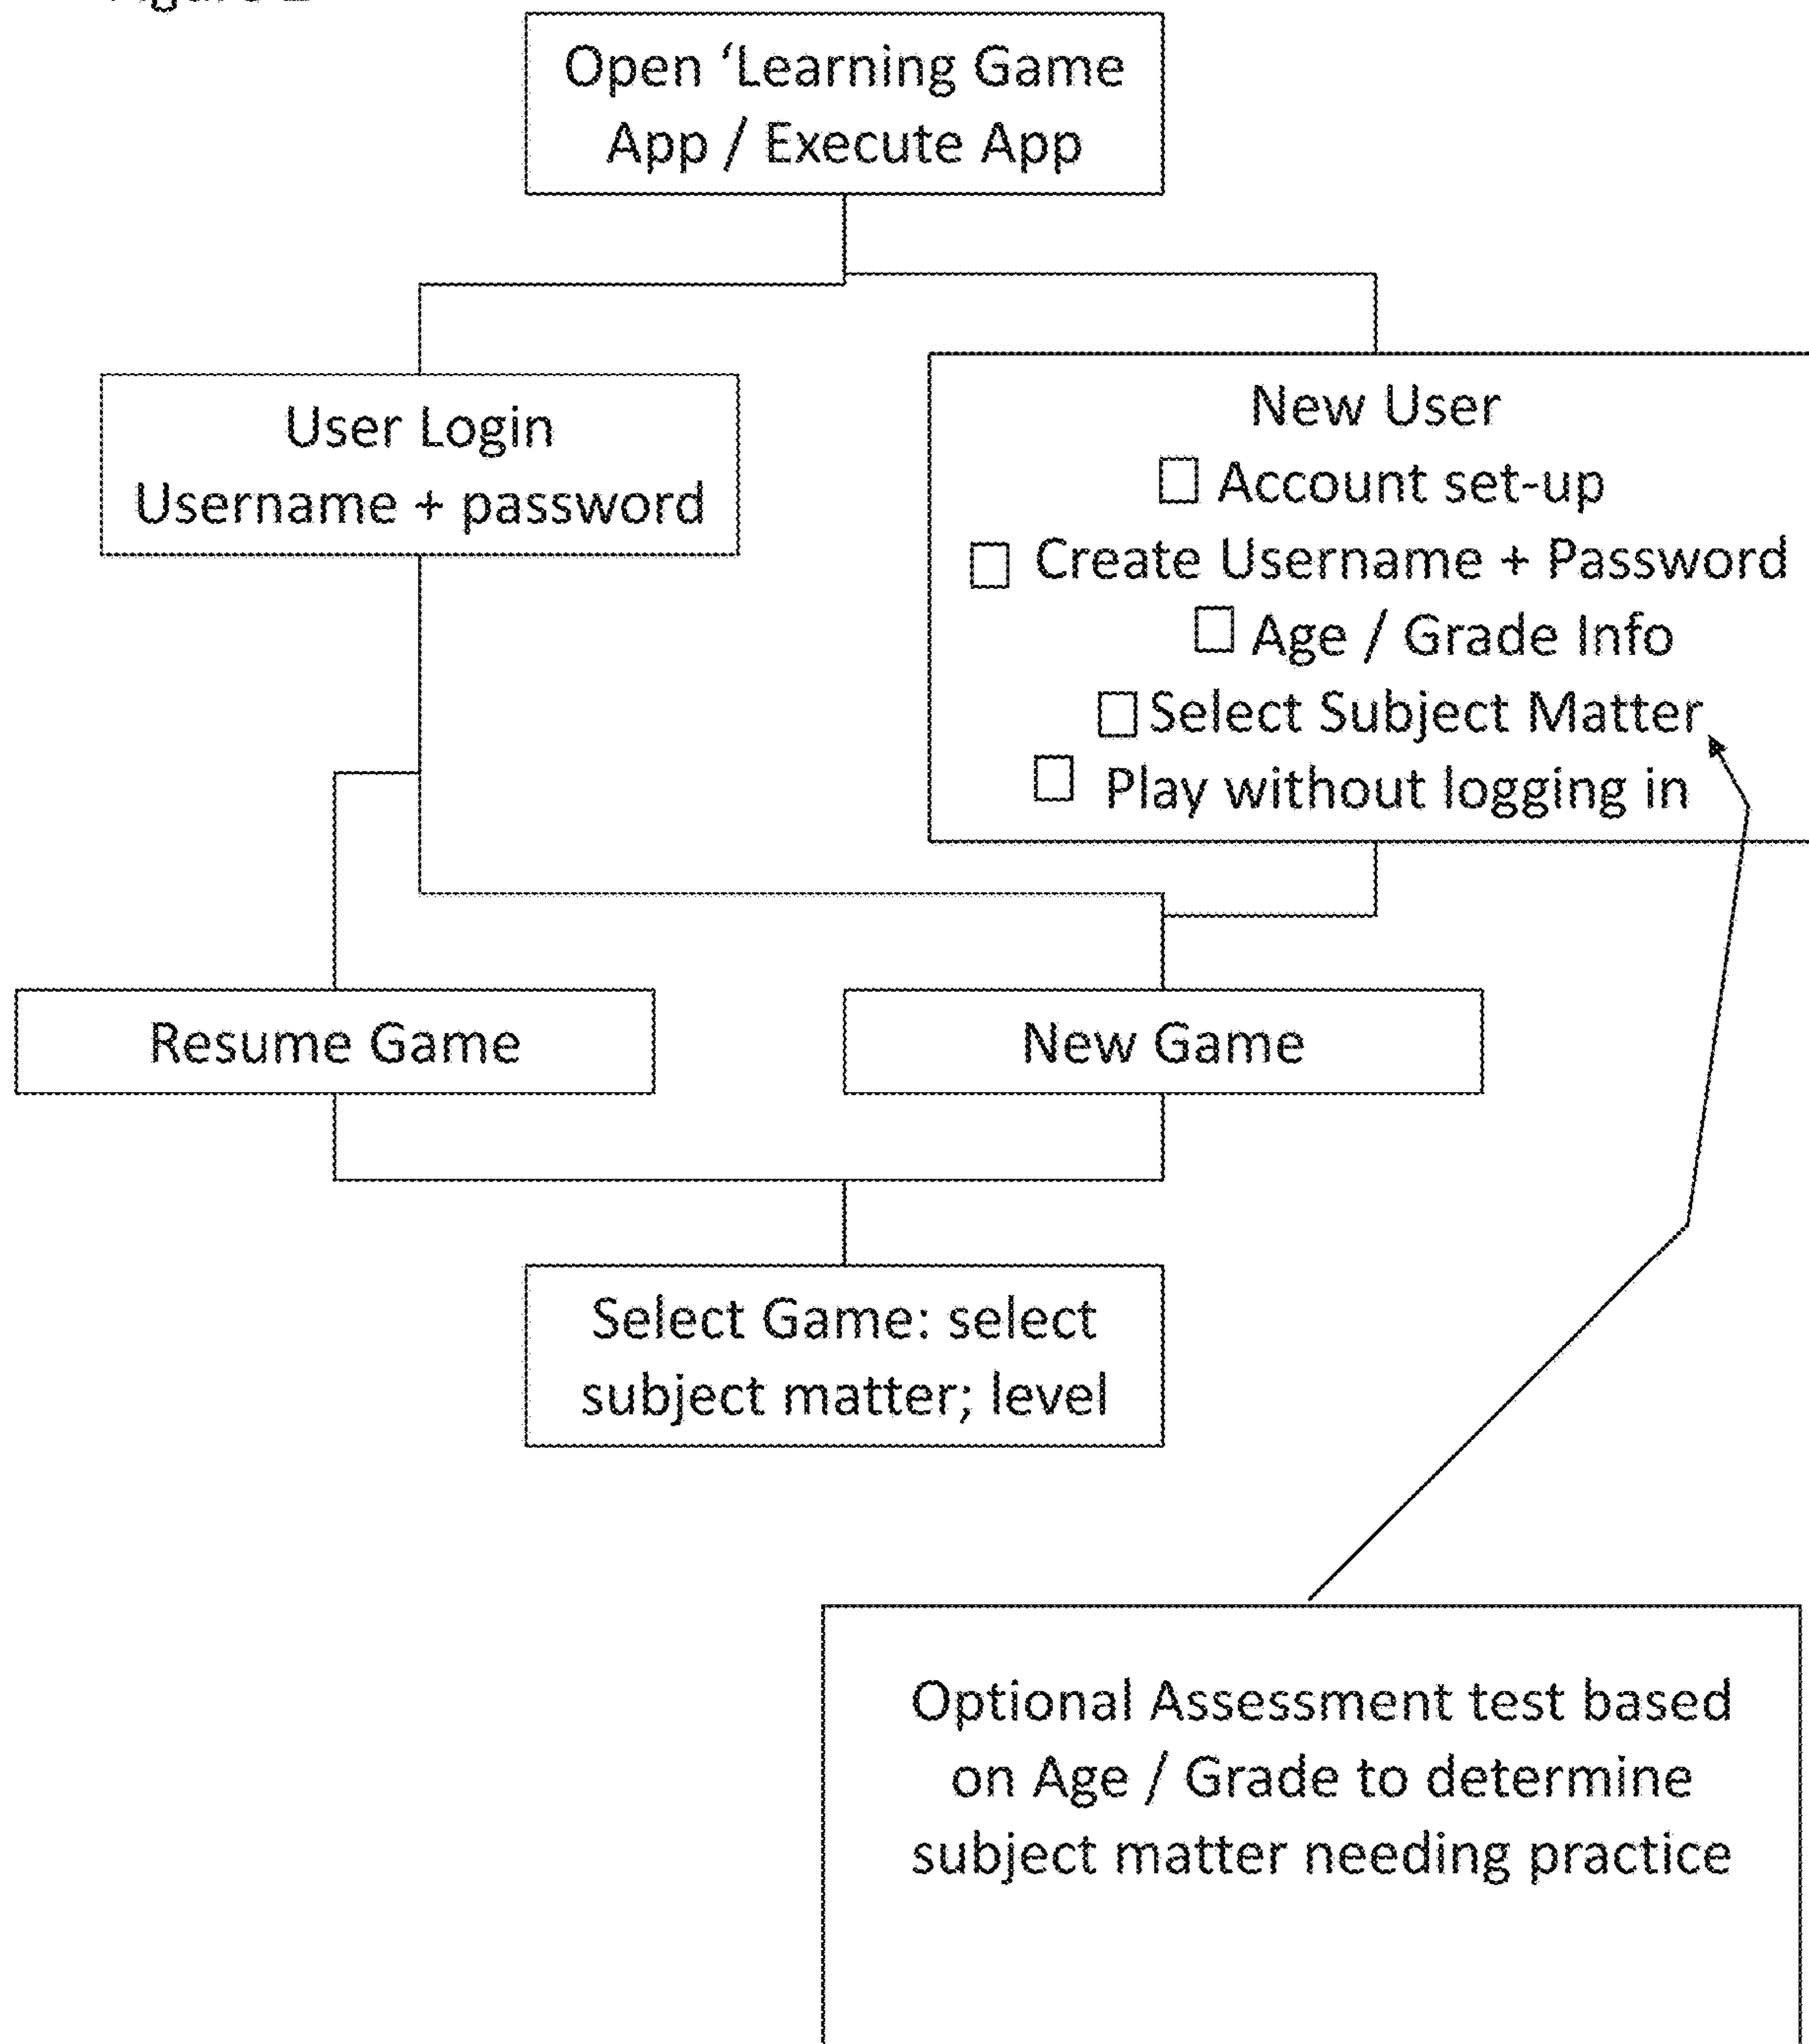 Open ‘Learning Game
App / Execute App
User Login
Username + password
New User
Account set-up
Create Username + Password
Age / Grade Info
Select Subject Matter
Play without logging in
Resume Game
New Game
Select Game: select
subject matter; level
Optional Assessment test based
on Age / Grade to determine
subject matter needing practice